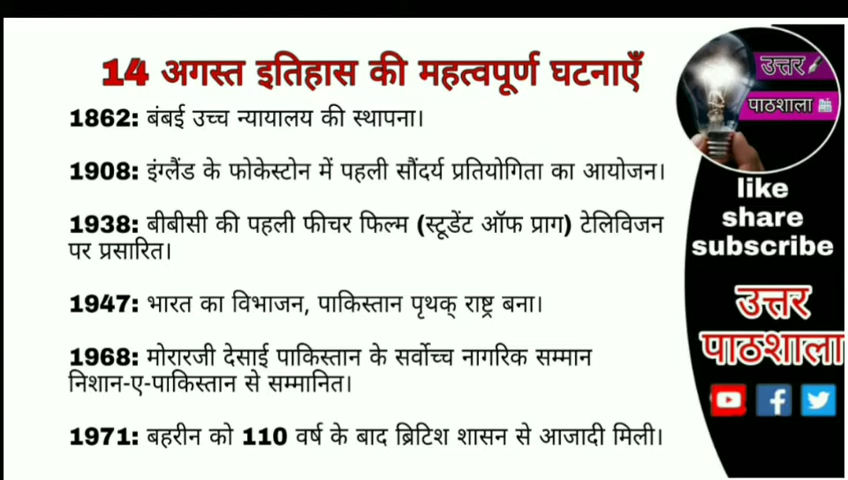 14 अगस्त इतिहास की महत्वपूर्ण घटनाएँ
1862: बंबई उच्च न्यायालय की स्थापना।
1908: इंग्लैंड के फोकेस्टोन में पहली सौंदर्य प्रतियोगिता का आयोजन।
1938: बीबीसी की पहली फीचर फिल्म (स्टूडेंट ऑफ प्राग) टेलिविजन
पर प्रसारित।
1947: भारत का विभाजन, पाकिस्तान पृथक् राष्ट्र बना।
1968: मोरारजी देसाई पाकिस्तान के सर्वोच्च नागरिक सम्मान
निशान-ए-पाकिस्तान से सम्मानित।
1971: बहरीन को 110 वर्ष के बाद ब्रिटिश शासन से आजादी मिली।
उत्तर
पाठशाला
like
share
subscribe
उत्तर
पाठशाला